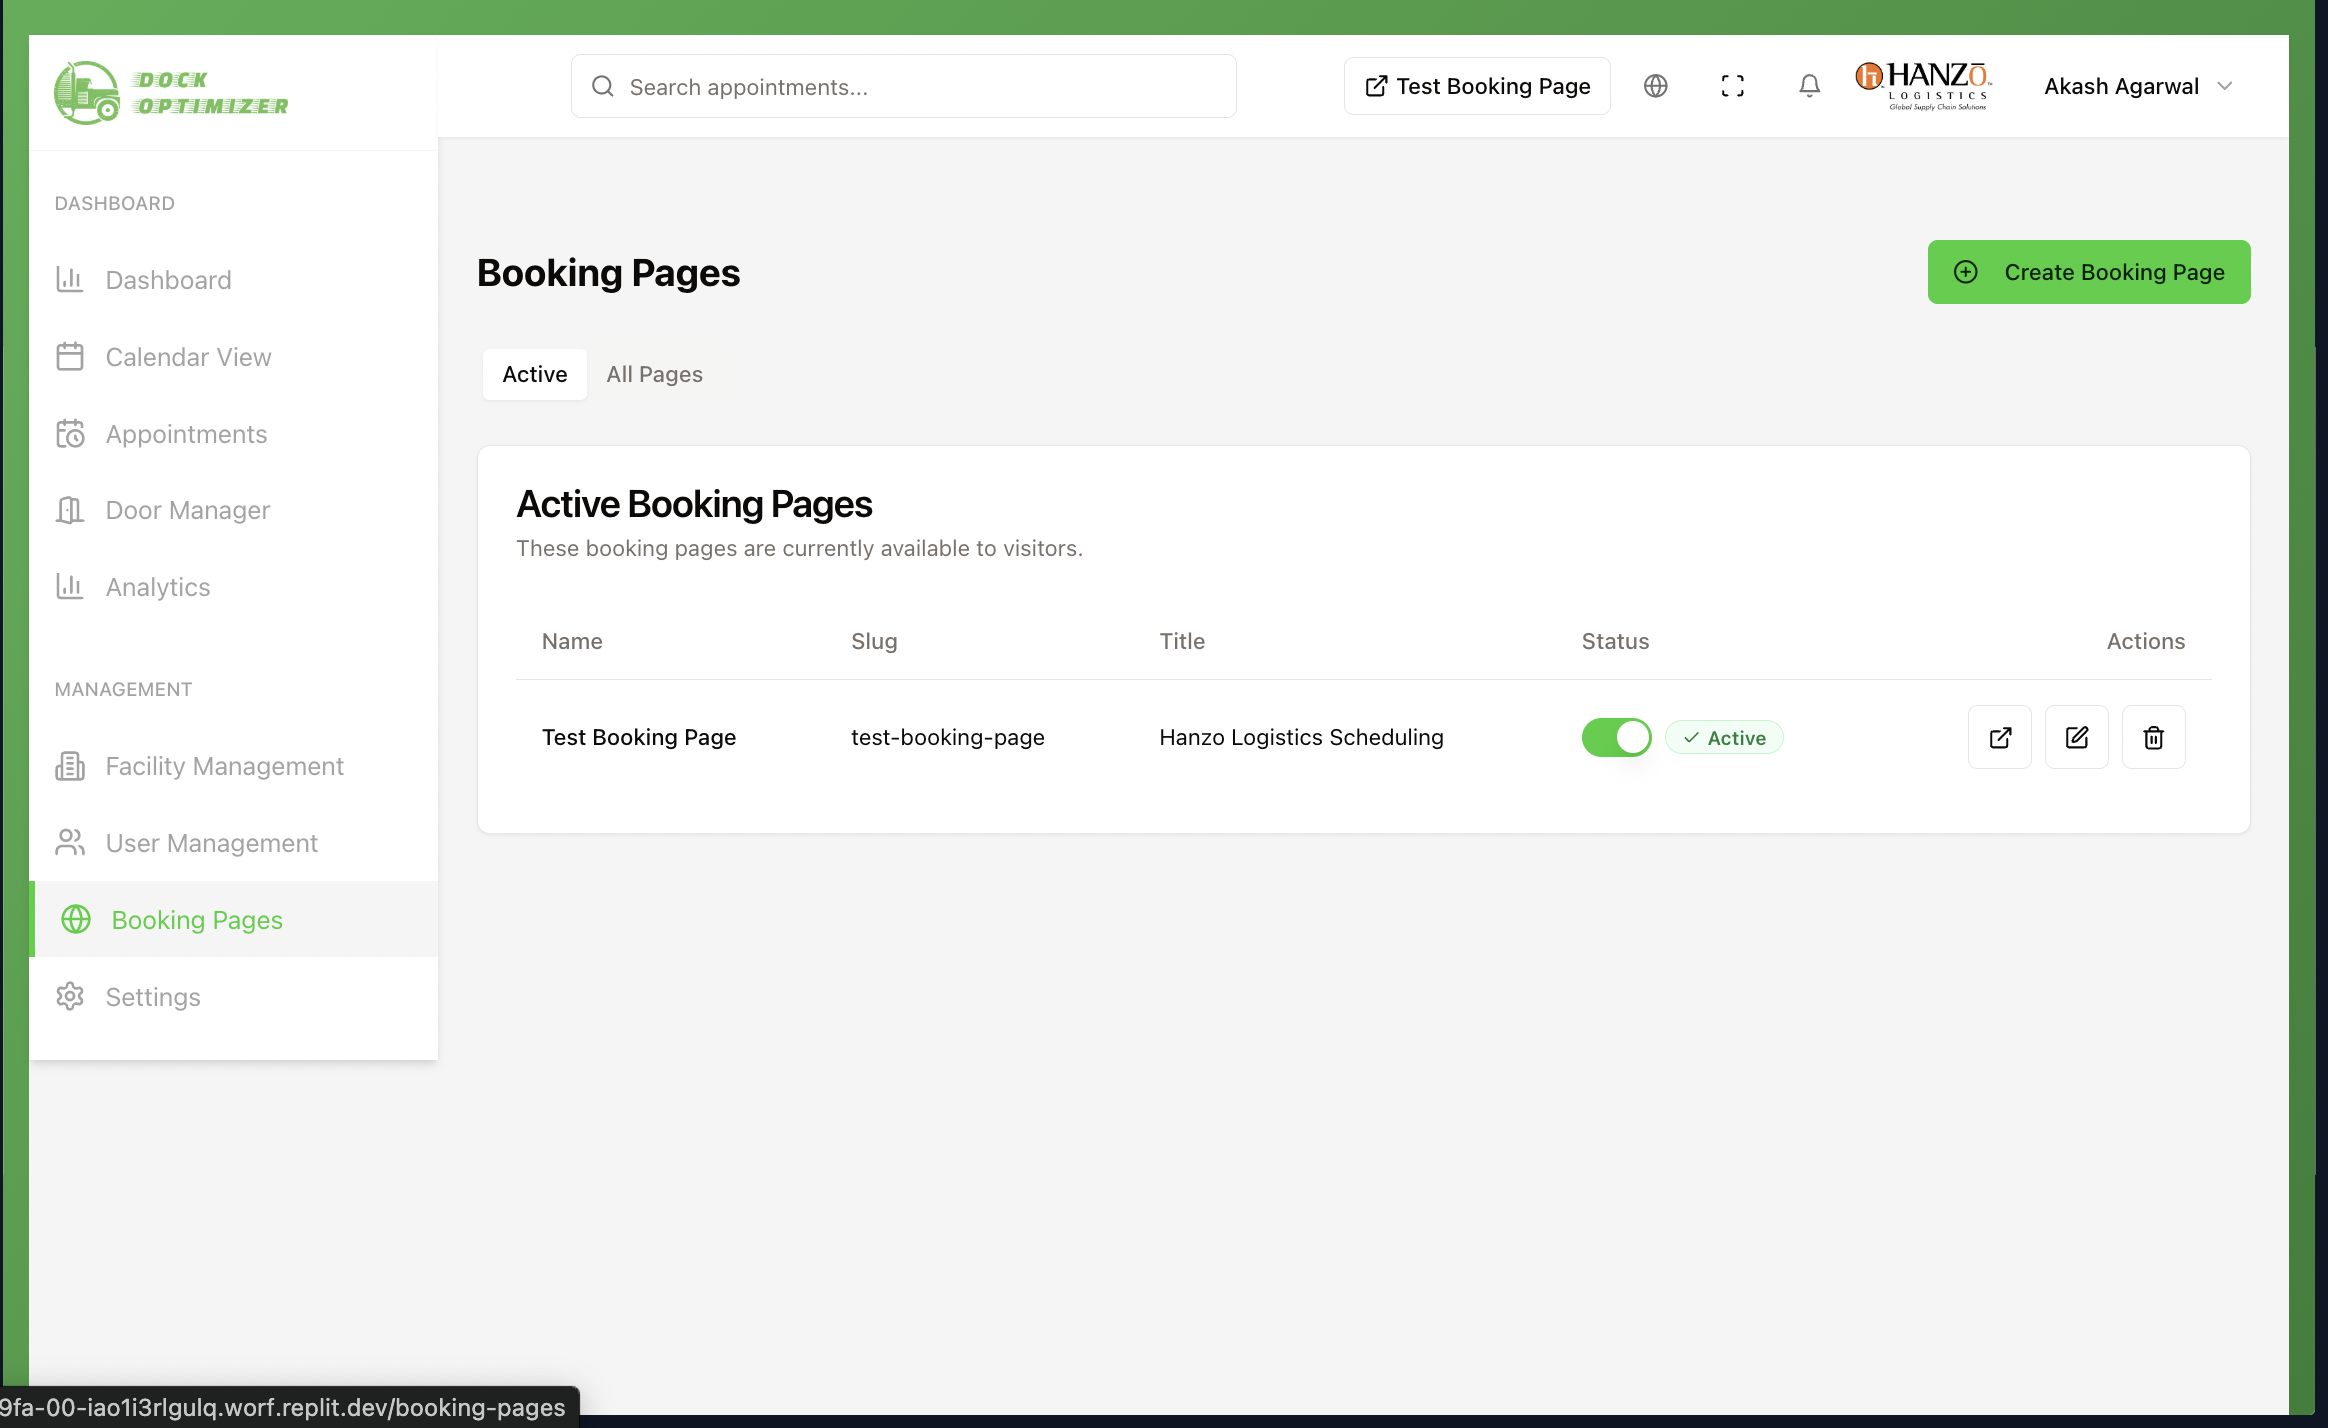 DOCK
OPTIMIZER
Search appointments...
Test Booking Page
HANZO
LOGISTICS
Global Supply Chain Solutions
Akash Agarwal
DASHBOARD
Dashboard
Calendar View
Appointments
Door Manager
Analytics
MANAGEMENT
Facility Management
User Management
Booking Pages
Settings
Booking Pages
Create Booking Page
Active
All Pages
Active Booking Pages
These booking pages are currently available to visitors.
Name Slug Title Status Actions
Test Booking Page test-booking-page Hanzo Logistics Scheduling Active
9fa-00-iao1i3rlgulq.worf.replit.dev/booking-pages